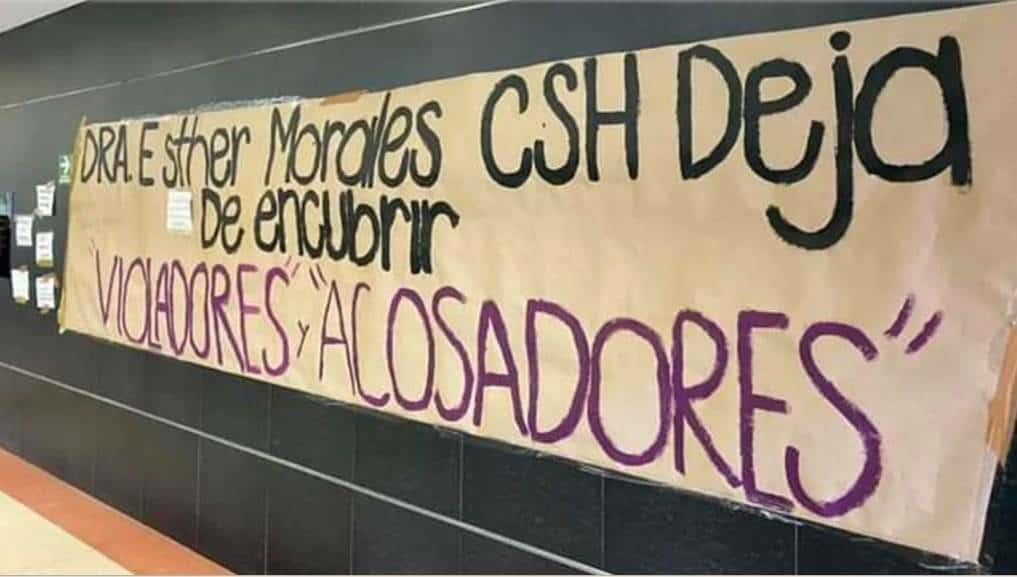 DRA. Esther Morales CSH Deja
De encubrir
"VIOLADORES" y "ACOSADORES"